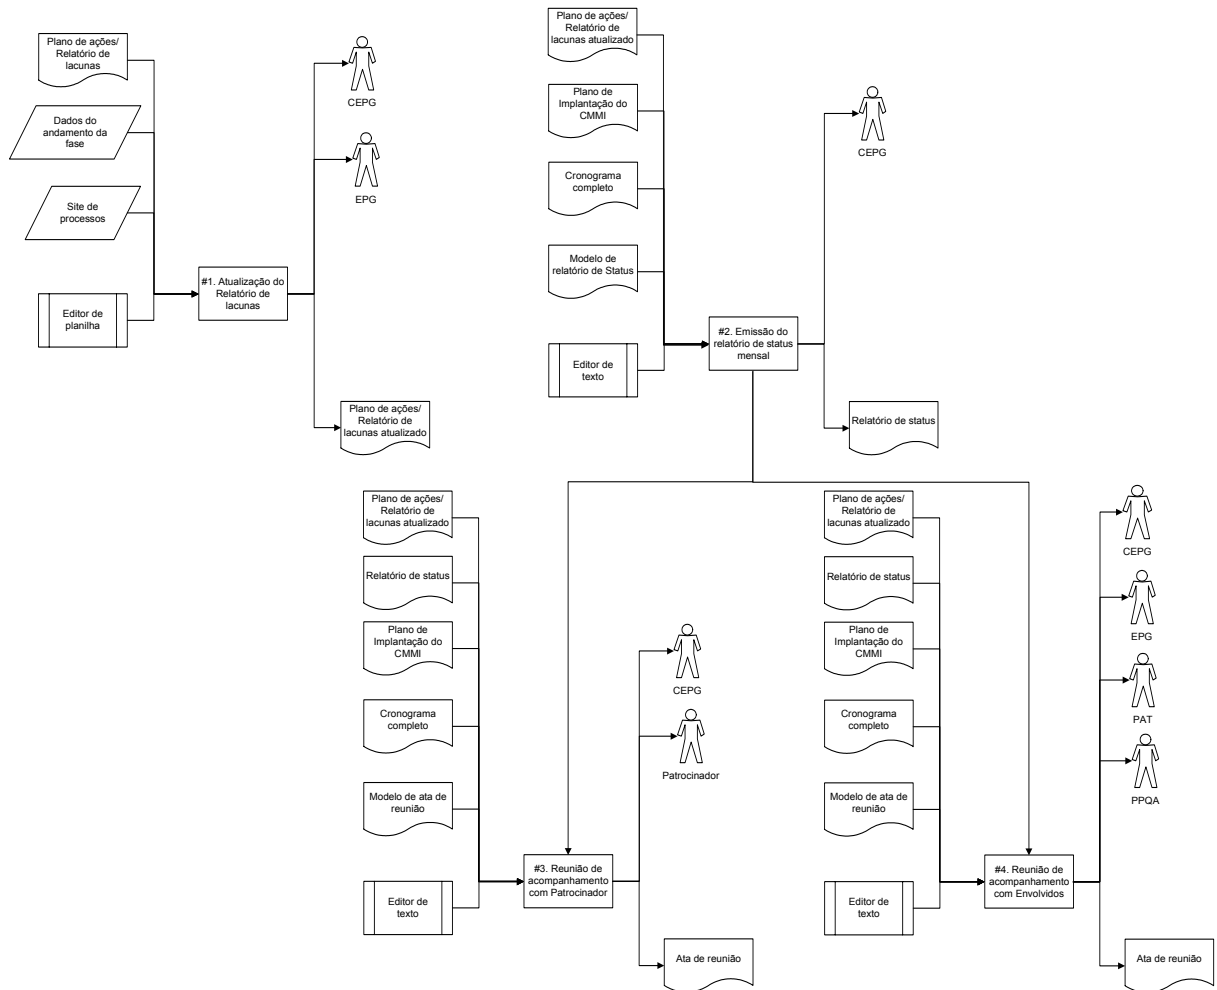 Plano de ações/
Relatório de
lacunas
CEPG
Dados do
andamento da
fase
EPG
Site de
processos
#1. Atualização do
Relatório de
lacunas
Editor de
planilha
Plano de ações/
Relatório de
lacunas atualizado
Plano de ações/
Relatório de
lacunas atualizado
Plano de
Implantação do
CMMI
CEPG
Cronograma
completo
Modelo de
relatório de Status
#2. Emissão do
relatório de status
mensal
Editor de
texto
Relatório de status
Plano de ações/
Relatório de
lacunas atualizado
Relatório de status
Plano de
Implantação do
CMMI
CEPG
Cronograma
completo
Patrocinador
Modelo de ata de
reunião
#3. Reunião de
acompanhamento
com Patrocinador
Editor de
texto
Ata de reunião
Plano de ações/
Relatório de
lacunas atualizado
CEPG
Relatório de status
EPG
Plano de
Implantação do
CMMI
PAT
Cronograma
completo
PPQA
Modelo de ata de
reunião
#4. Reunião de
acompanhamento
com Envolvidos
Editor de
texto
Ata de reunião